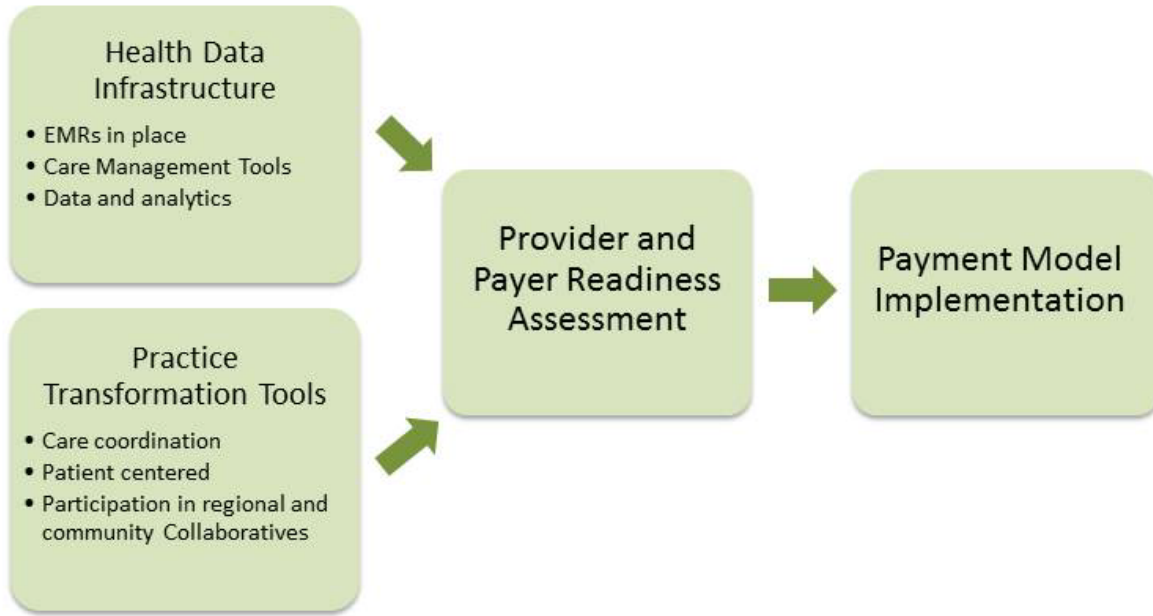 Health Data
Infrastructure
• EMRs in place
• Care Management Tools
• Data and analytics
Practice
Transformation Tools
• Care coordination
• Patient centered
• Participation in regional and
community Collaboratives
Provider and
Payer Readiness
Assessment
Payment Model
Implementation